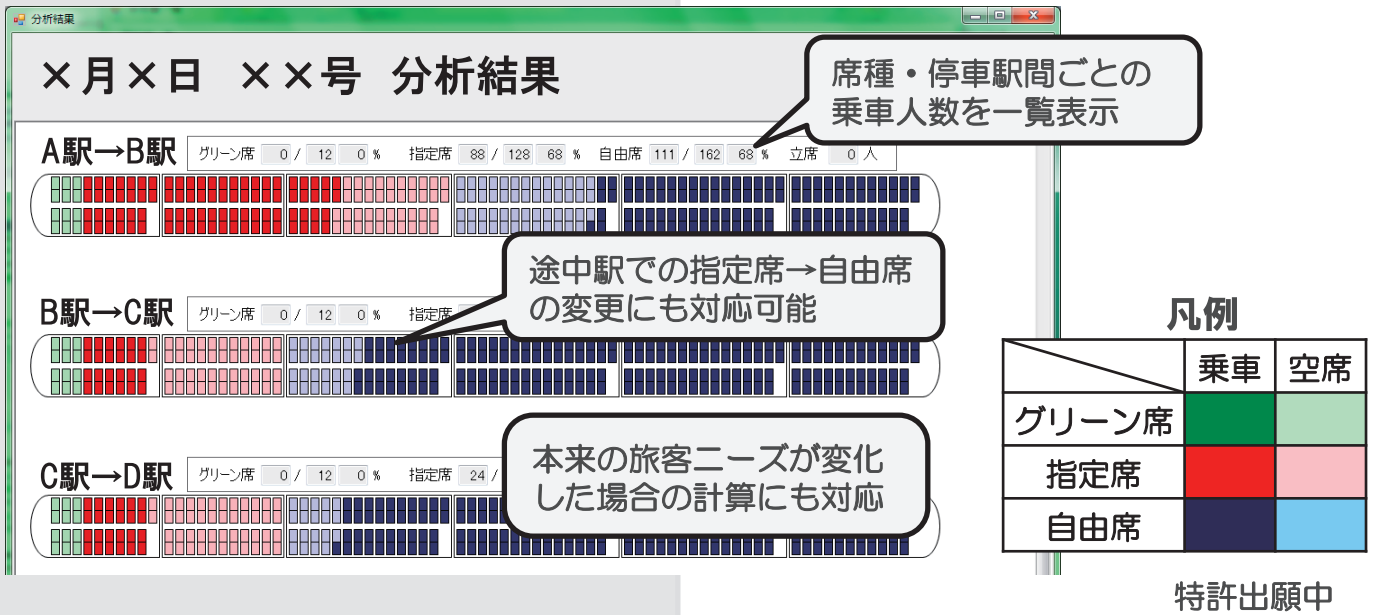 分析結果
×月×日 ××号 分析結果
席種・停車駅間ごとの
乗車人数を一覧表示
A駅→B駅 グリーン席 0 / 12 0 % 指定席 88 / 128 68 % 自由席 111 / 162 68 % 立席 0 人
途中駅での指定席→自由席
の変更にも対応可能
B駅→C駅 グリーン席 0 / 12 0 % 指定席
凡例
乗車 空席
グリーン席
指定席
自由席
本来の旅客ニーズが変化
した場合の計算にも対応
C駅→D駅 グリーン席 0 / 12 0 % 指定席 24 /
特許出願中